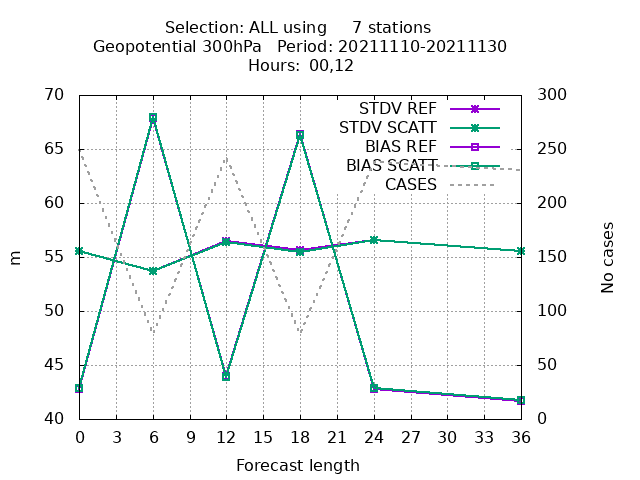 Selection: ALL using     7 stations
Geopotential 300hPa   Period: 20211110-20211130
Hours: 00,12
70
65
60
55
50
45
40
m
300
250
200
150
100
50
0
No cases
STDV REF
STDV SCATT
BIAS REF
BIAS SCATT
CASES
0 3 6 9 12 15 18 21 24 27 30 33 36
Forecast length